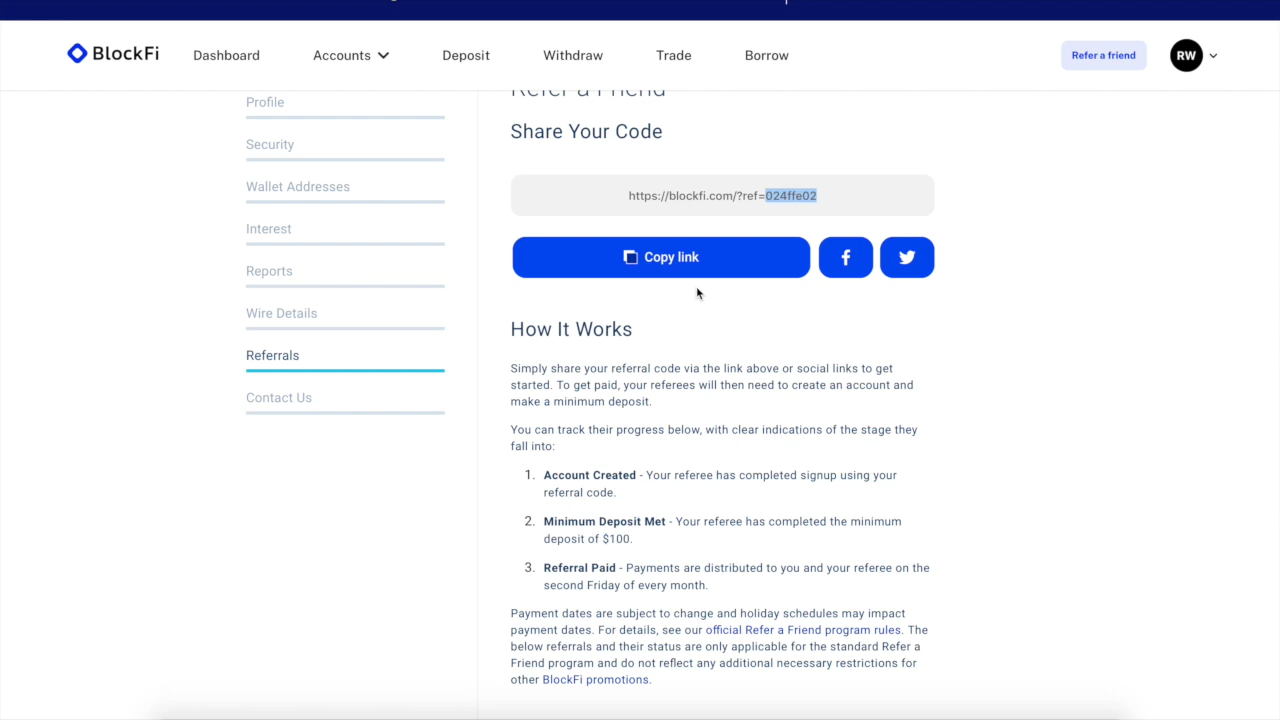 BlockFi
Dashboard
Accounts
Deposit
Withdraw
Trade
Borrow
Refer a friend
RW
Profile
Security
Wallet Addresses
Interest
Reports
Wire Details
Referrals
Contact Us
Refer a Friend
Share Your Code
https://blockfi.com/?ref=024ffe02
Copy link
How It Works
Simply share your referral code via the link above or social links to get
started. To get paid, your referees will then need to create an account and
make a minimum deposit.
You can track their progress below, with clear indications of the stage they
fall into:
1. Account Created - Your referee has completed signup using your
referral code.
2. Minimum Deposit Met - Your referee has completed the minimum
deposit of $100.
3. Referral Paid - Payments are distributed to you and your referee on the
second Friday of every month.
Payment dates are subject to change and holiday schedules may impact
payment dates. For details, see our official Refer a Friend program rules. The
below referrals and their status are only applicable for the standard Refer a
Friend program and do not reflect any additional necessary restrictions for
other BlockFi promotions.